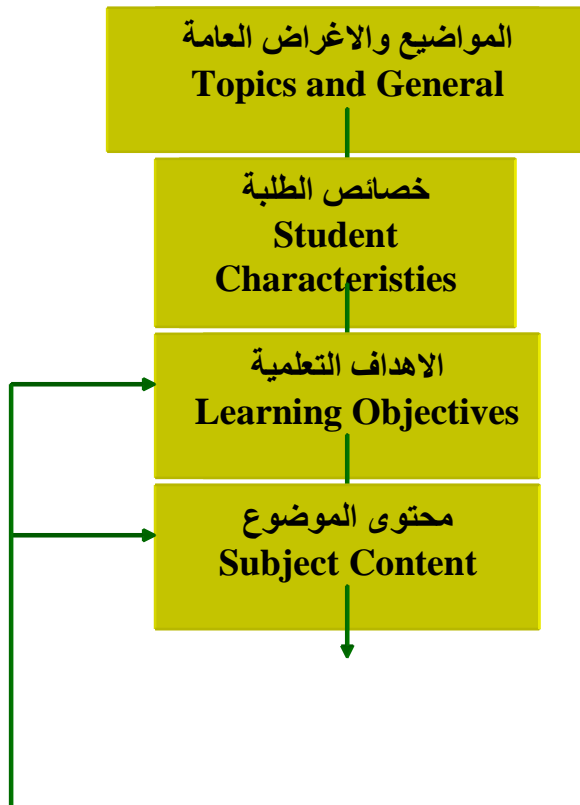 المواضيع والاغراض العامة
Topics and General
خصائص الطلبة
Student
Characteristies
الاهداف التعلمية
Learning Objectives
محتوى الموضوع
Subject Content